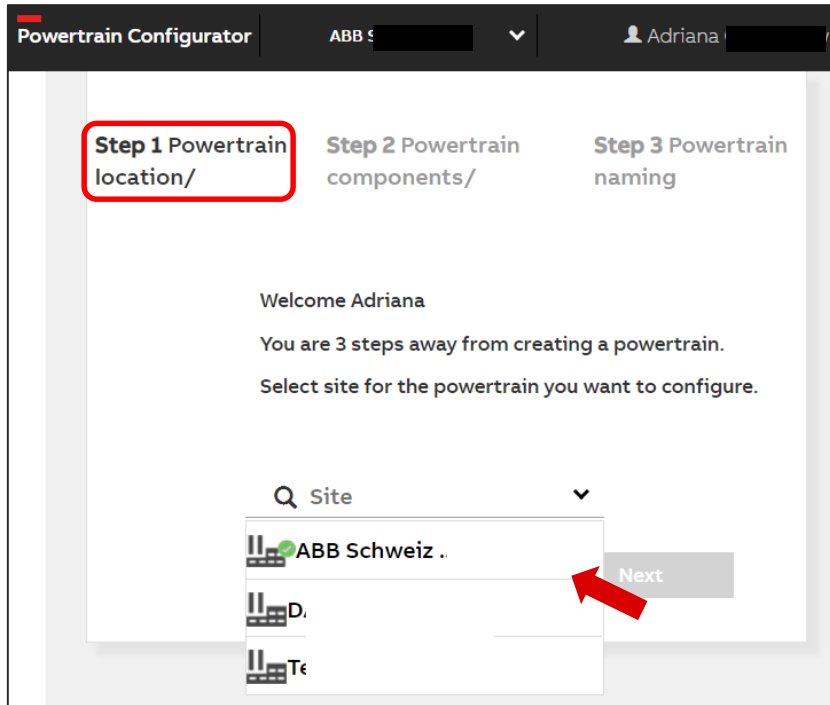 Powertrain Configurator ABB Adriana
Step 1 Powertrain location/
Step 2 Powertrain components/
Step 3 Powertrain naming
Welcome Adriana
You are 3 steps away from creating a powertrain.
Select site for the powertrain you want to configure.
Site
ABB Schweiz ..
Next